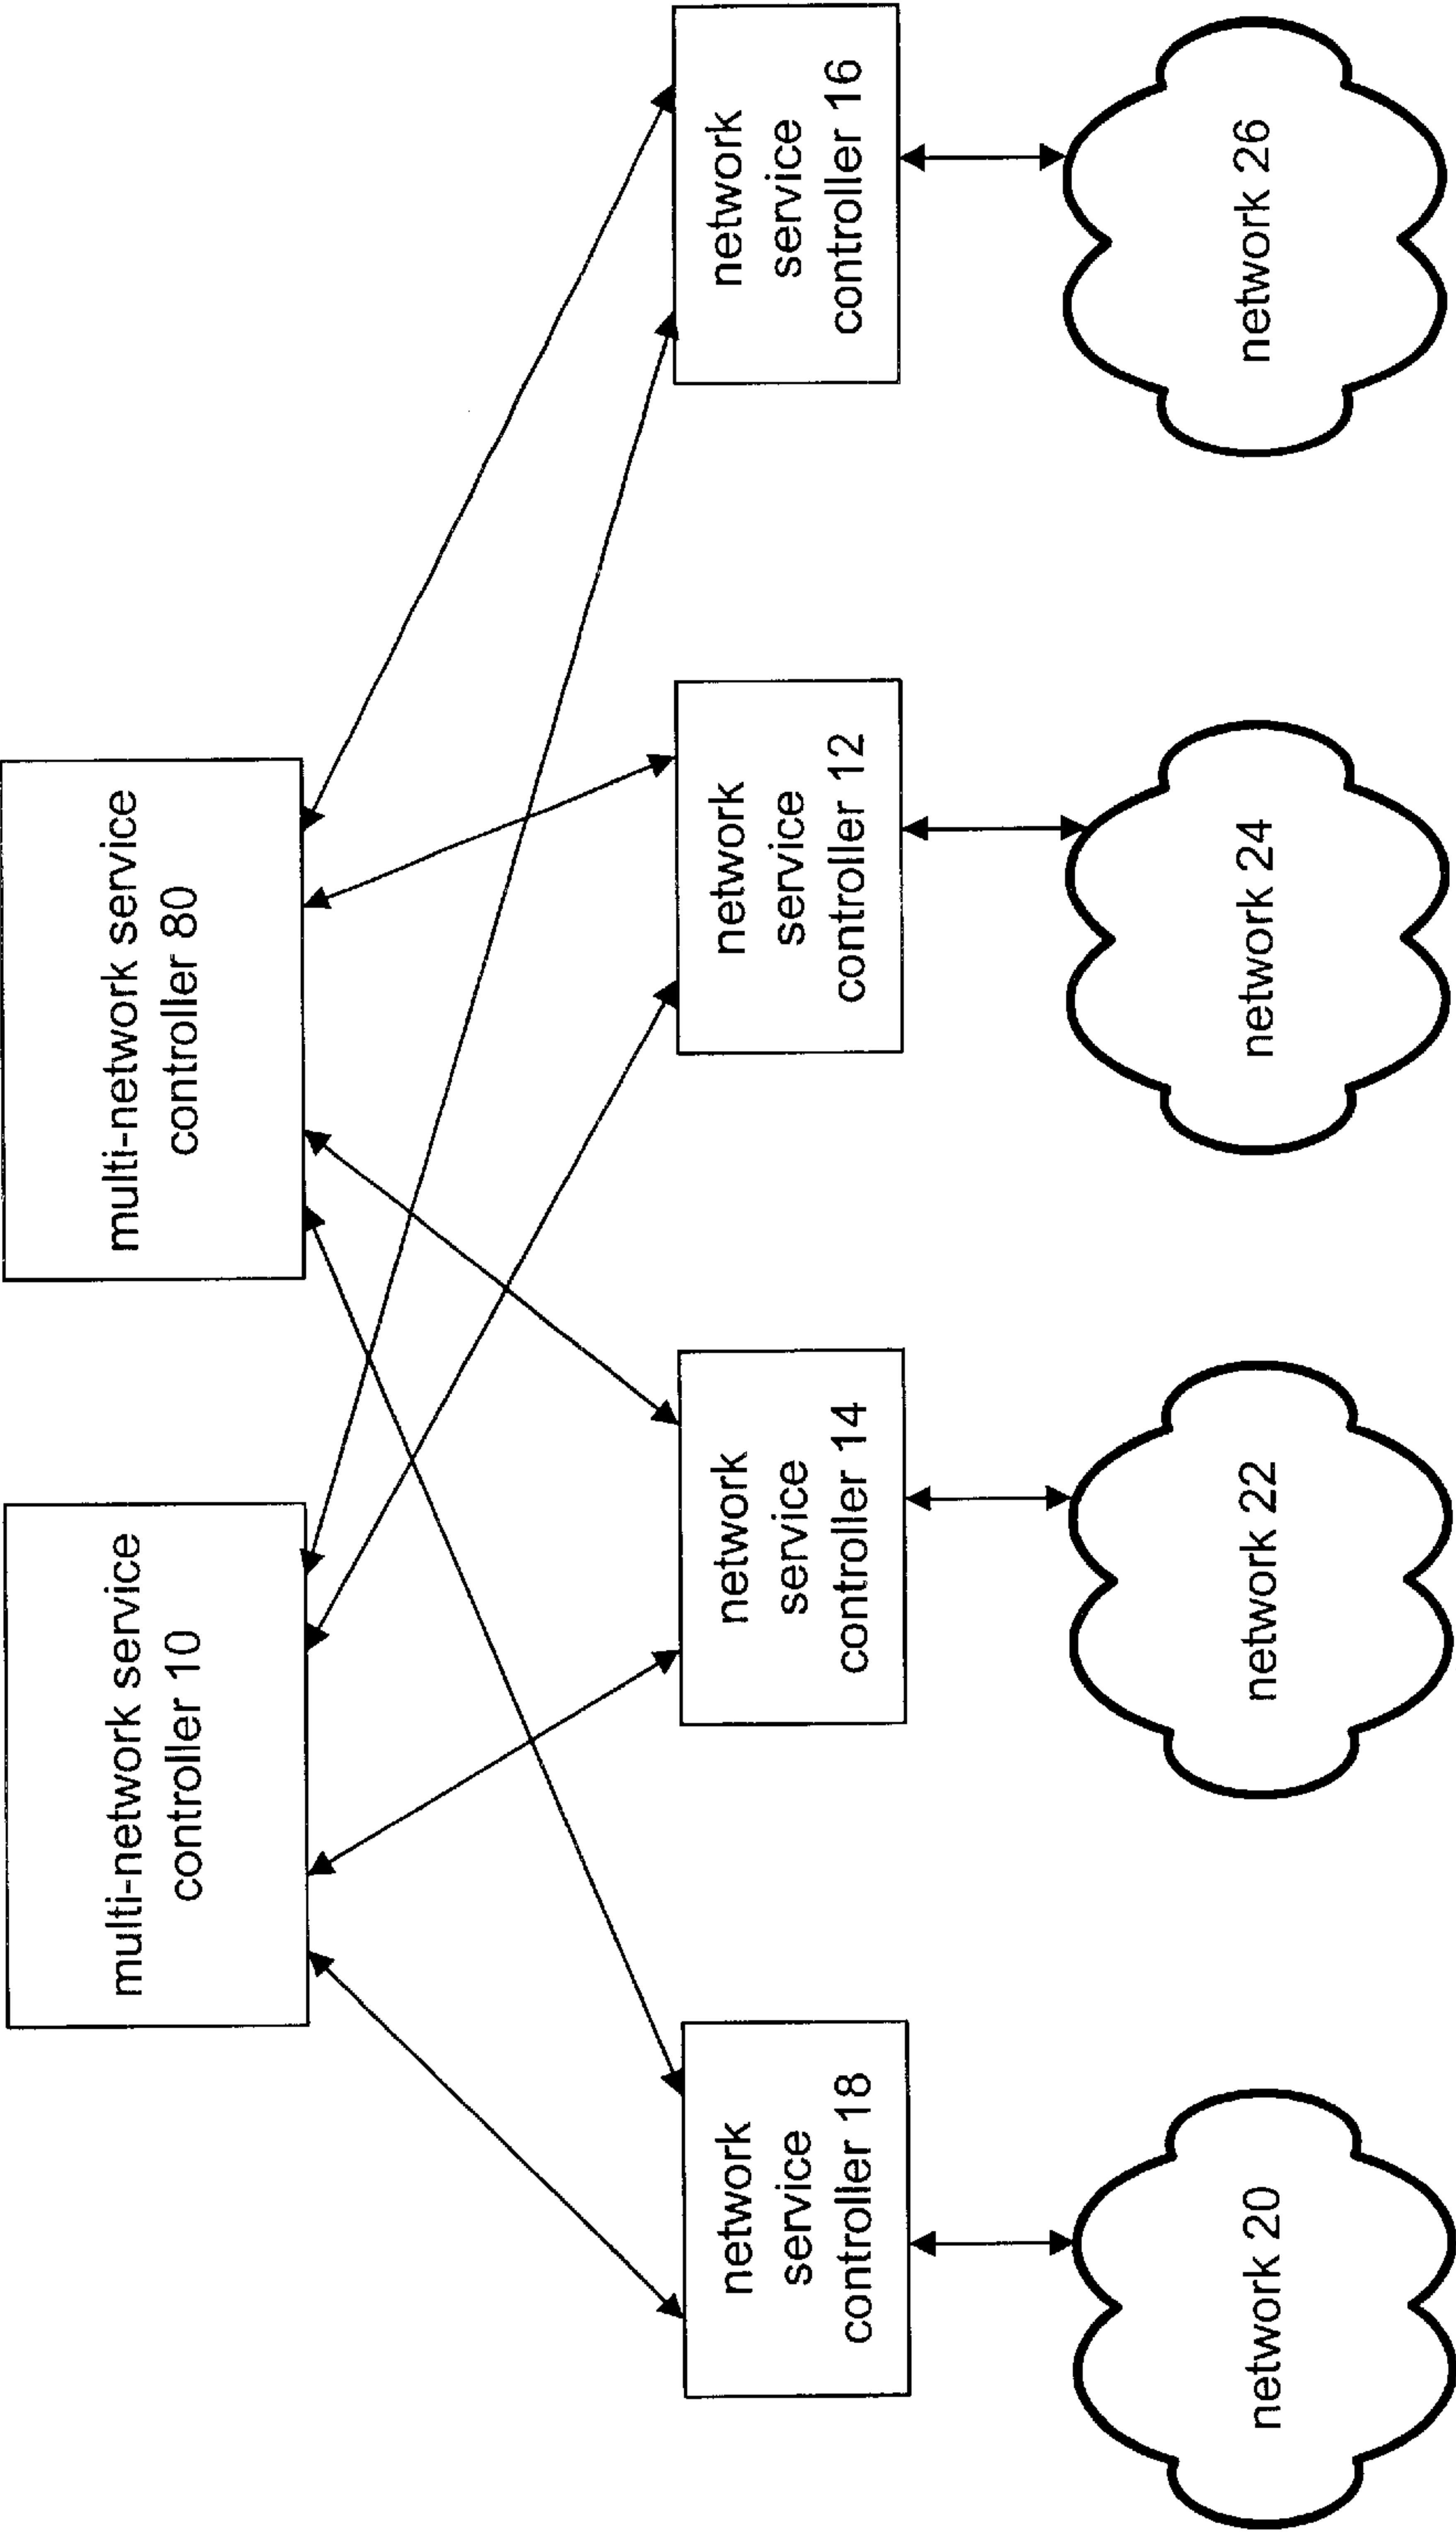 multi-network service
controller 10
multi-network service
controller 80
network
service
controller 18
network
service
controller 14
network
service
controller 12
network
service
controller 16
network 20
network 22
network 24
network 26